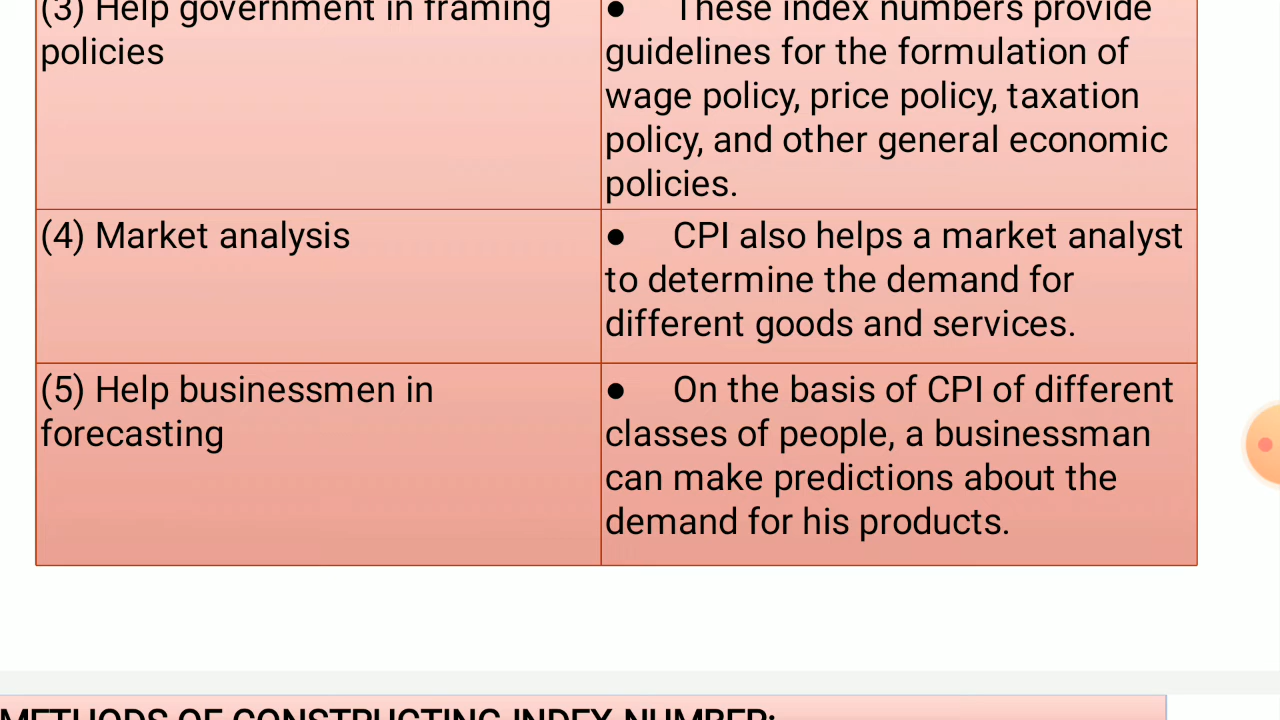 (3) Help government in framing
policies
● These index numbers provide
guidelines for the formulation of
wage policy, price policy, taxation
policy, and other general economic
policies.
(4) Market analysis
● CPI also helps a market analyst
to determine the demand for
different goods and services.
(5) Help businessmen in
forecasting
● On the basis of CPI of different
classes of people, a businessman
can make predictions about the
demand for his products.
METHODS OF CONSTRUCTING INDEX NUMBER: